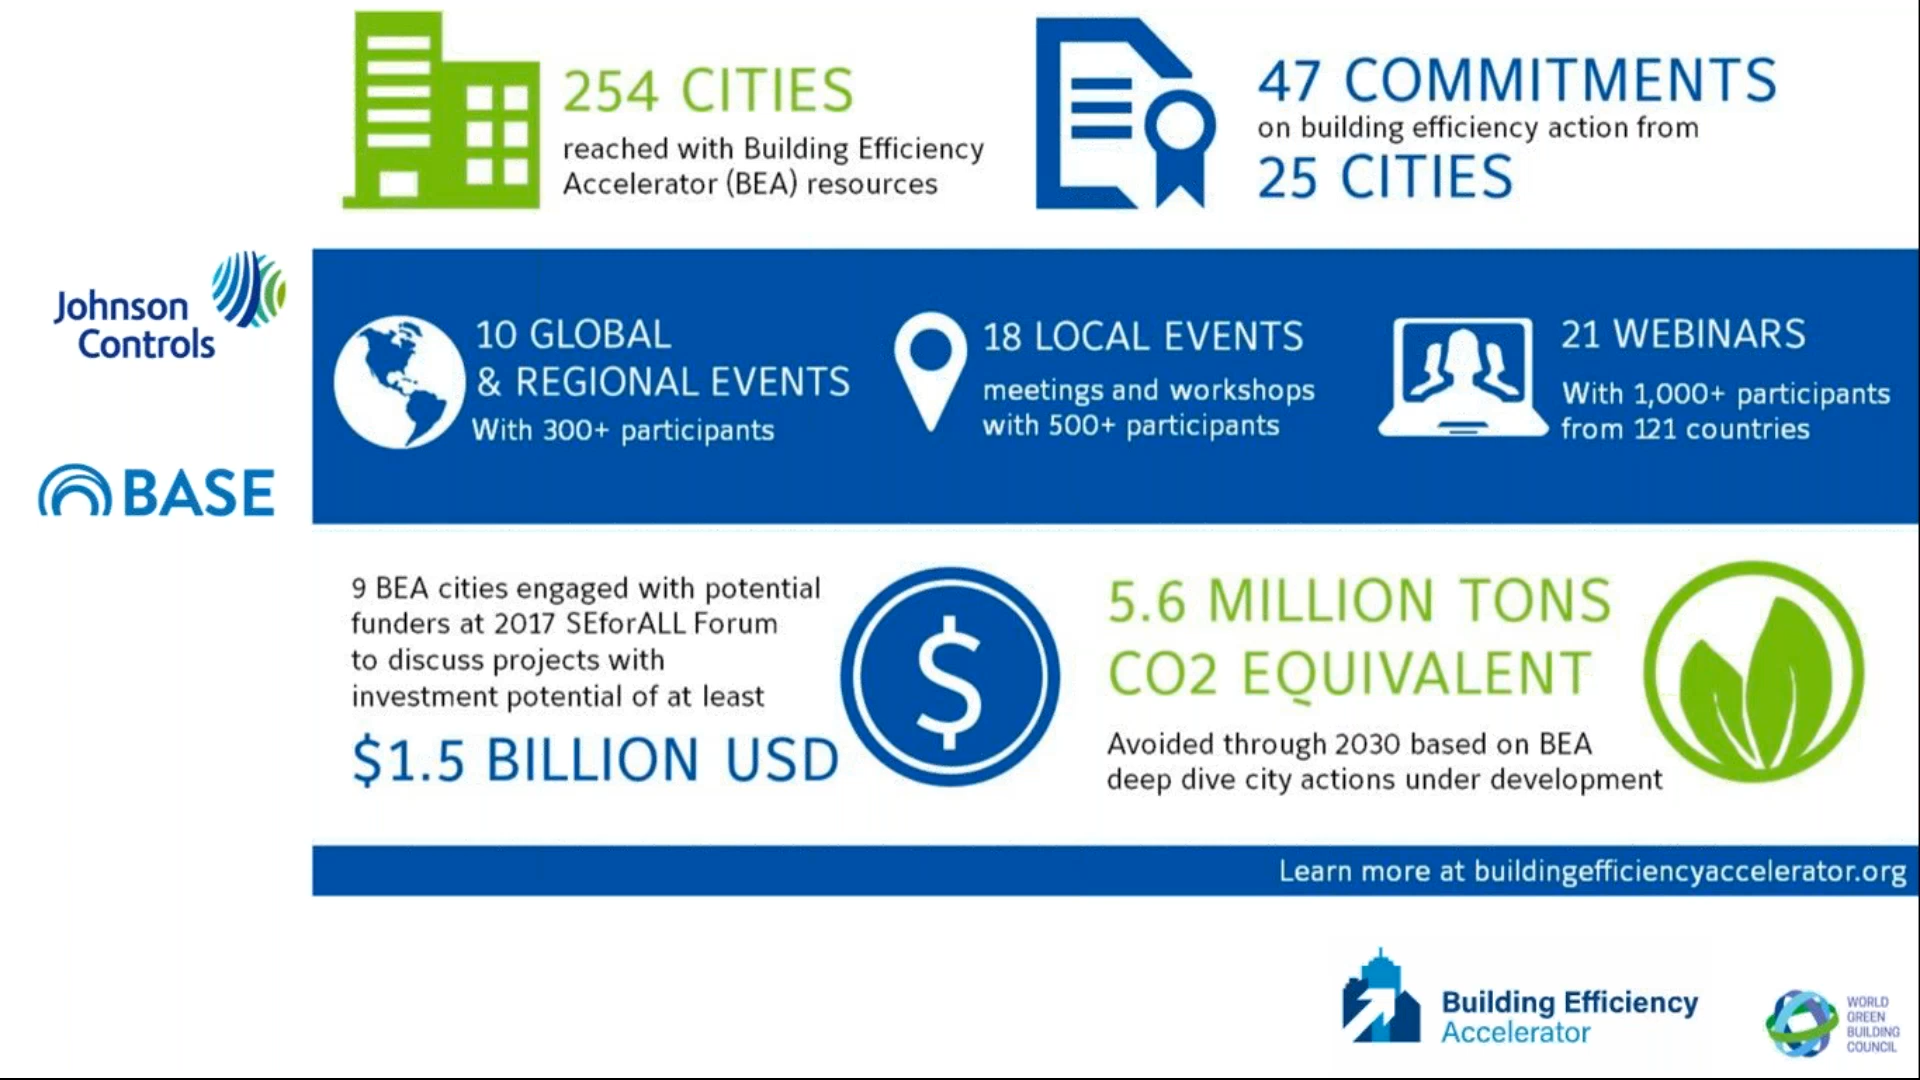 254 CITIES
reached with Building Efficiency
Accelerator (BEA) resources
47 COMMITMENTS
on building efficiency action from
25 CITIES
Johnson
Controls
BASE
10 GLOBAL
& REGIONAL EVENTS
With 300+ participants
18 LOCAL EVENTS
meetings and workshops
with 500+ participants
21 WEBINARS
With 1,000+ participants
from 121 countries
9 BEA cities engaged with potential
funders at 2017 SEforALL Forum
to discuss projects with
investment potential of at least
$1.5 BILLION USD
$
5.6 MILLION TONS
CO2 EQUIVALENT
Avoided through 2030 based on BEA
deep dive city actions under development
Learn more at buildingefficiencyaccelerator.org
Building Efficiency
Accelerator
WORLD
GREEN
BUILDING
COUNCIL